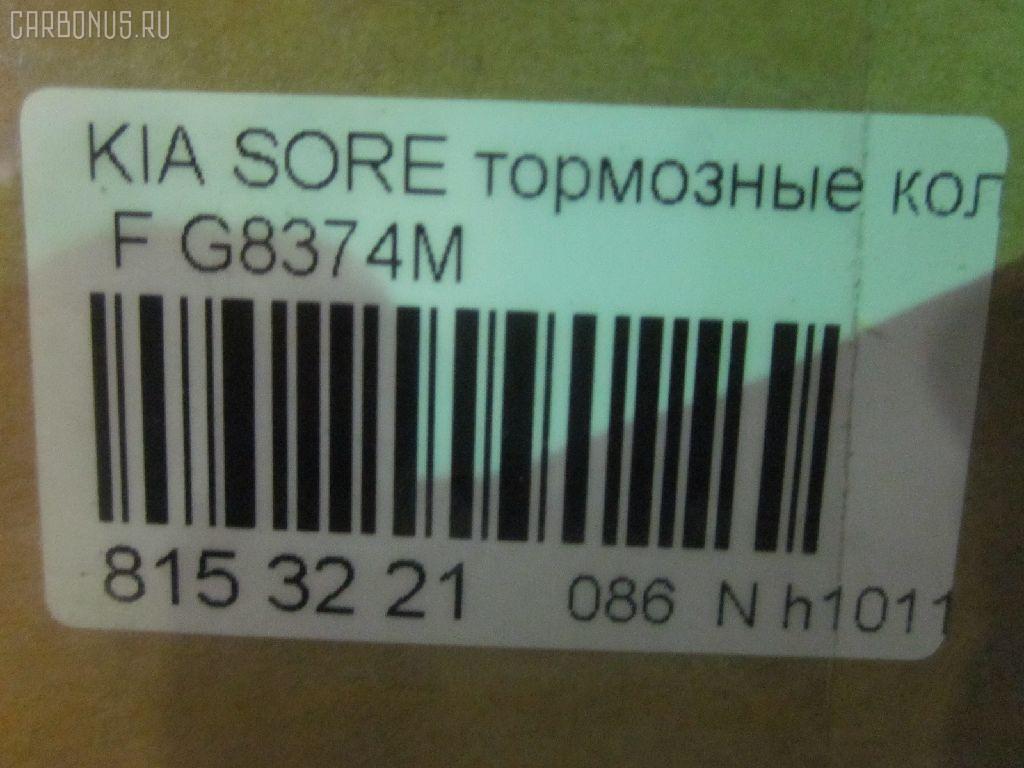 CARBONUS.RU
KIA SORE тормозные кол
F G8374M
815 32 21 086 N h1011